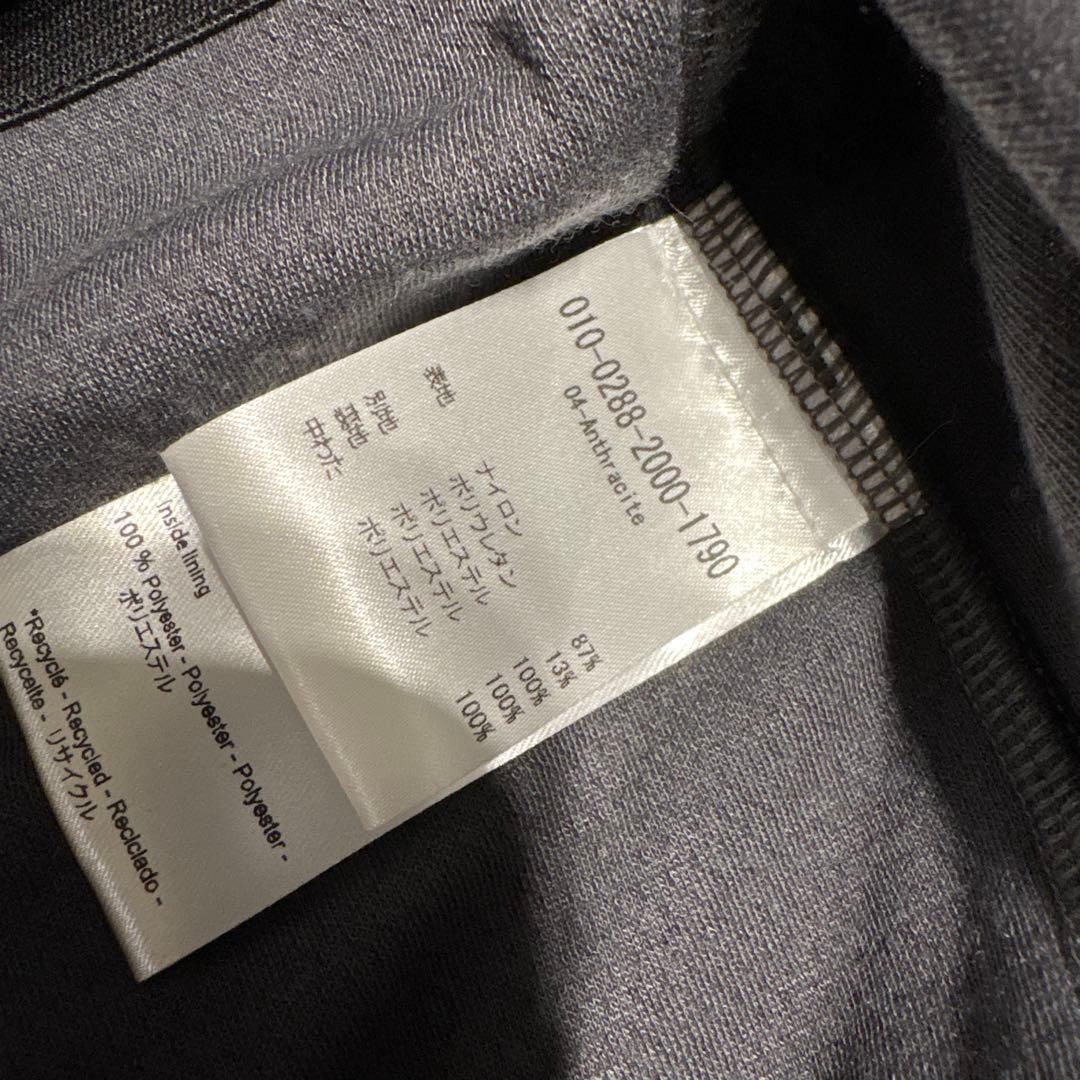 010-0288-2000-1790
04-Anthracite
表地 ナイロン 87%
ポリウレタン 13%
別地 ポリエステル 100%
裏地 ポリエステル 100%
中わた ポリエステル 100%
Inside lining
100 % Polyester - Polyester - Polyester -
ポリエステル
*Recyclé - Recycled - Reciclado -
Recycelte - リサイクル